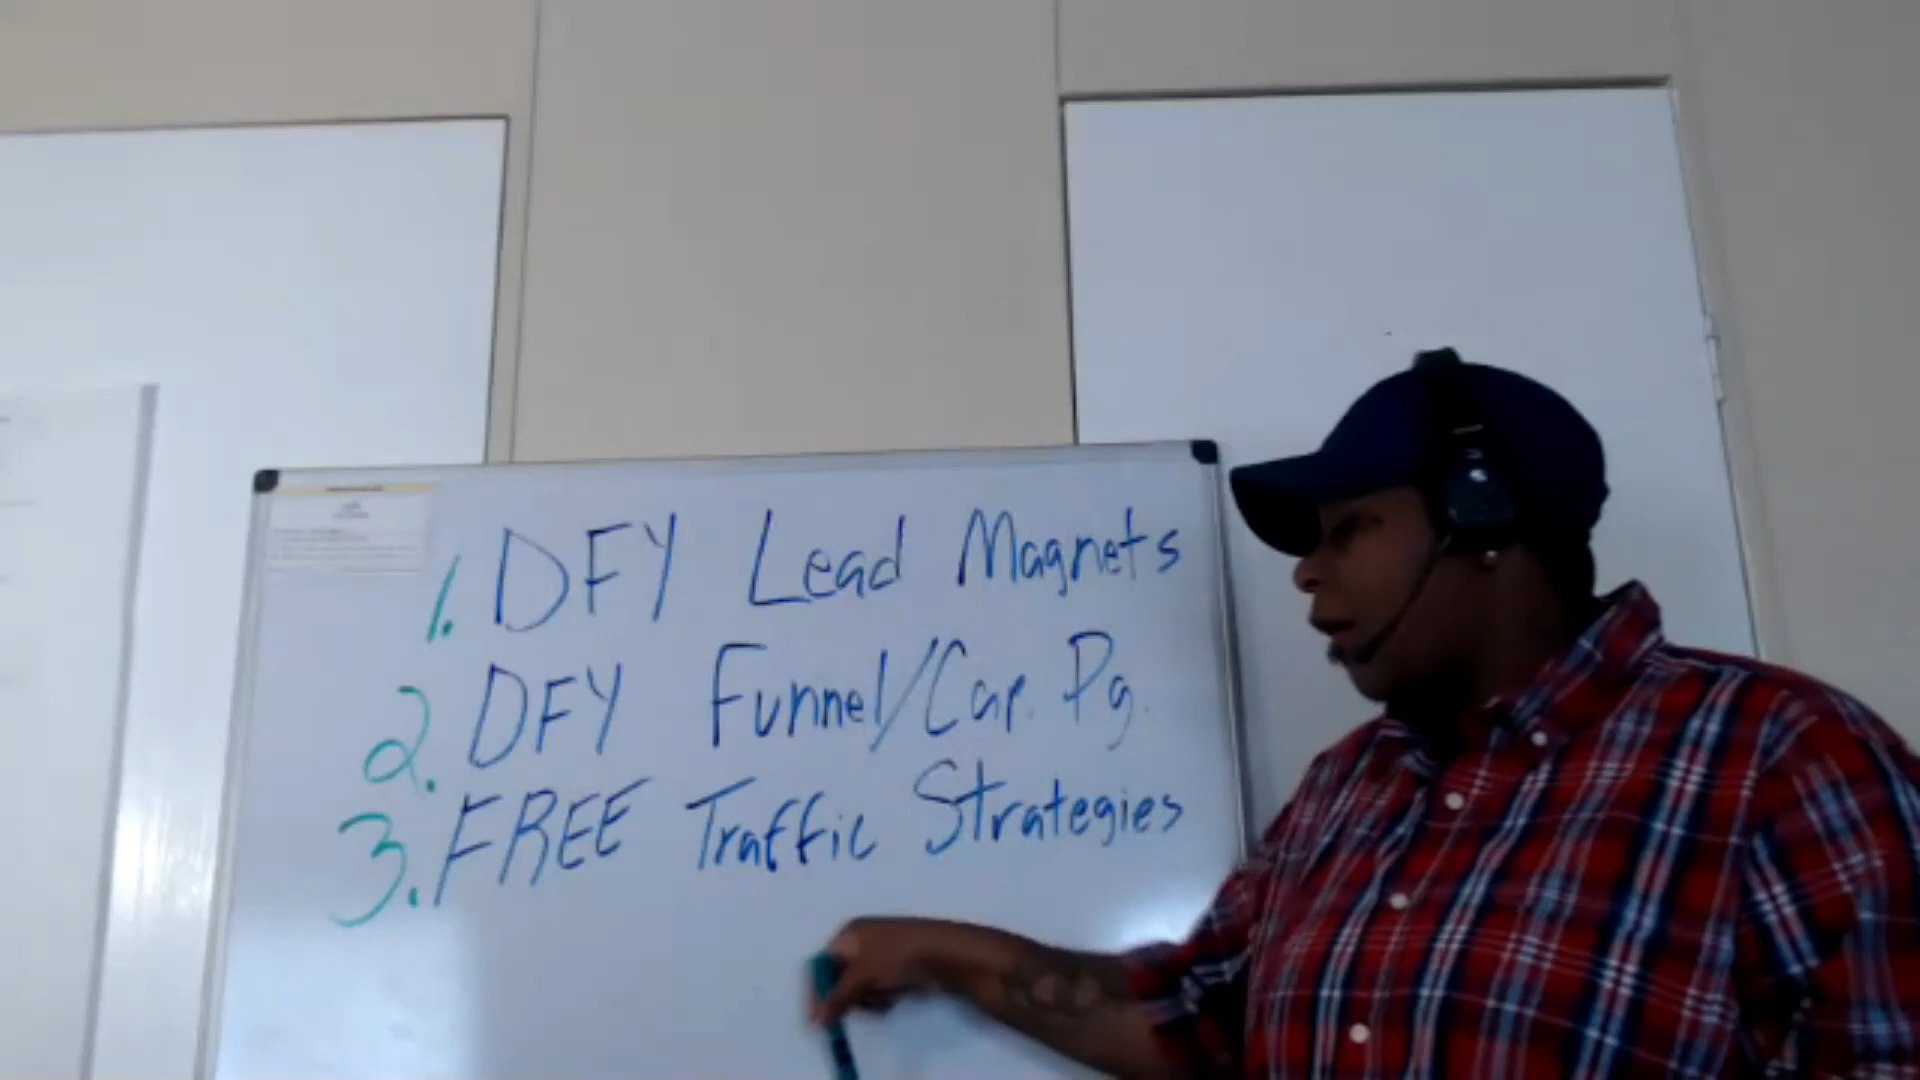 1. DFY Lead Magnets
2. DFY Funnel/Cap. Pg.
3. FREE Traffic Strategies